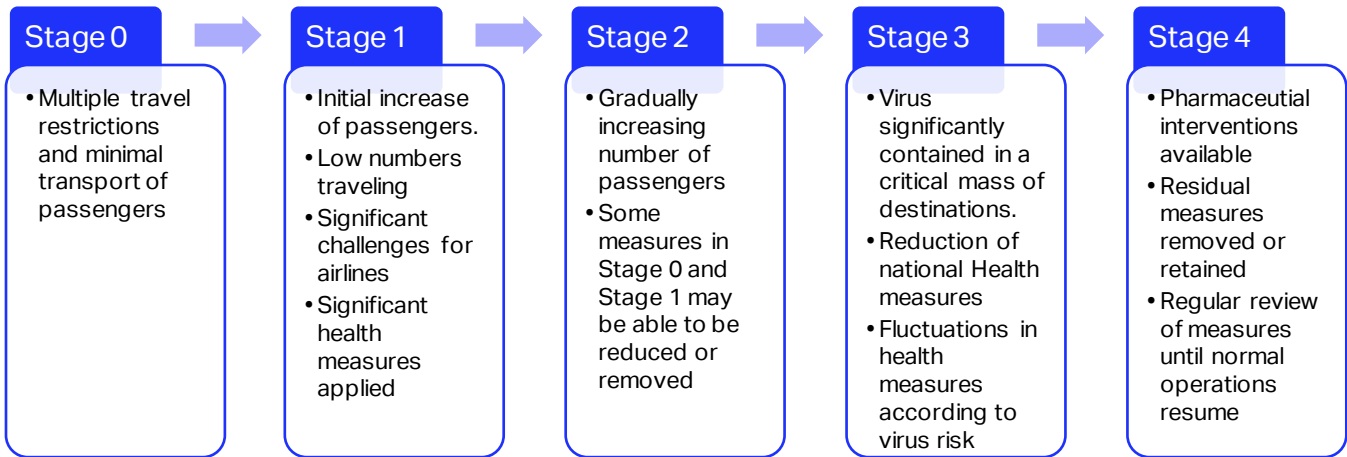 Stage 0
• Multiple travel
restrictions
and minimal
transport of
passengers
Stage 1
• Initial increase
of passengers.
• Low numbers
traveling
• Significant
challenges for
airlines
• Significant
health
measures
applied
Stage 2
• Gradually
increasing
number of
passengers
• Some
measures in
Stage 0 and
Stage 1 may
be able to be
reduced or
removed
Stage 3
• Virus
significantly
contained in a
critical mass of
destinations.
• Reduction of
national Health
measures
• Fluctuations in
health
measures
according to
virus risk
Stage 4
• Pharmaceutial
interventions
available
• Residual
measures
removed or
retained
• Regular review
of measures
until normal
operations
resume